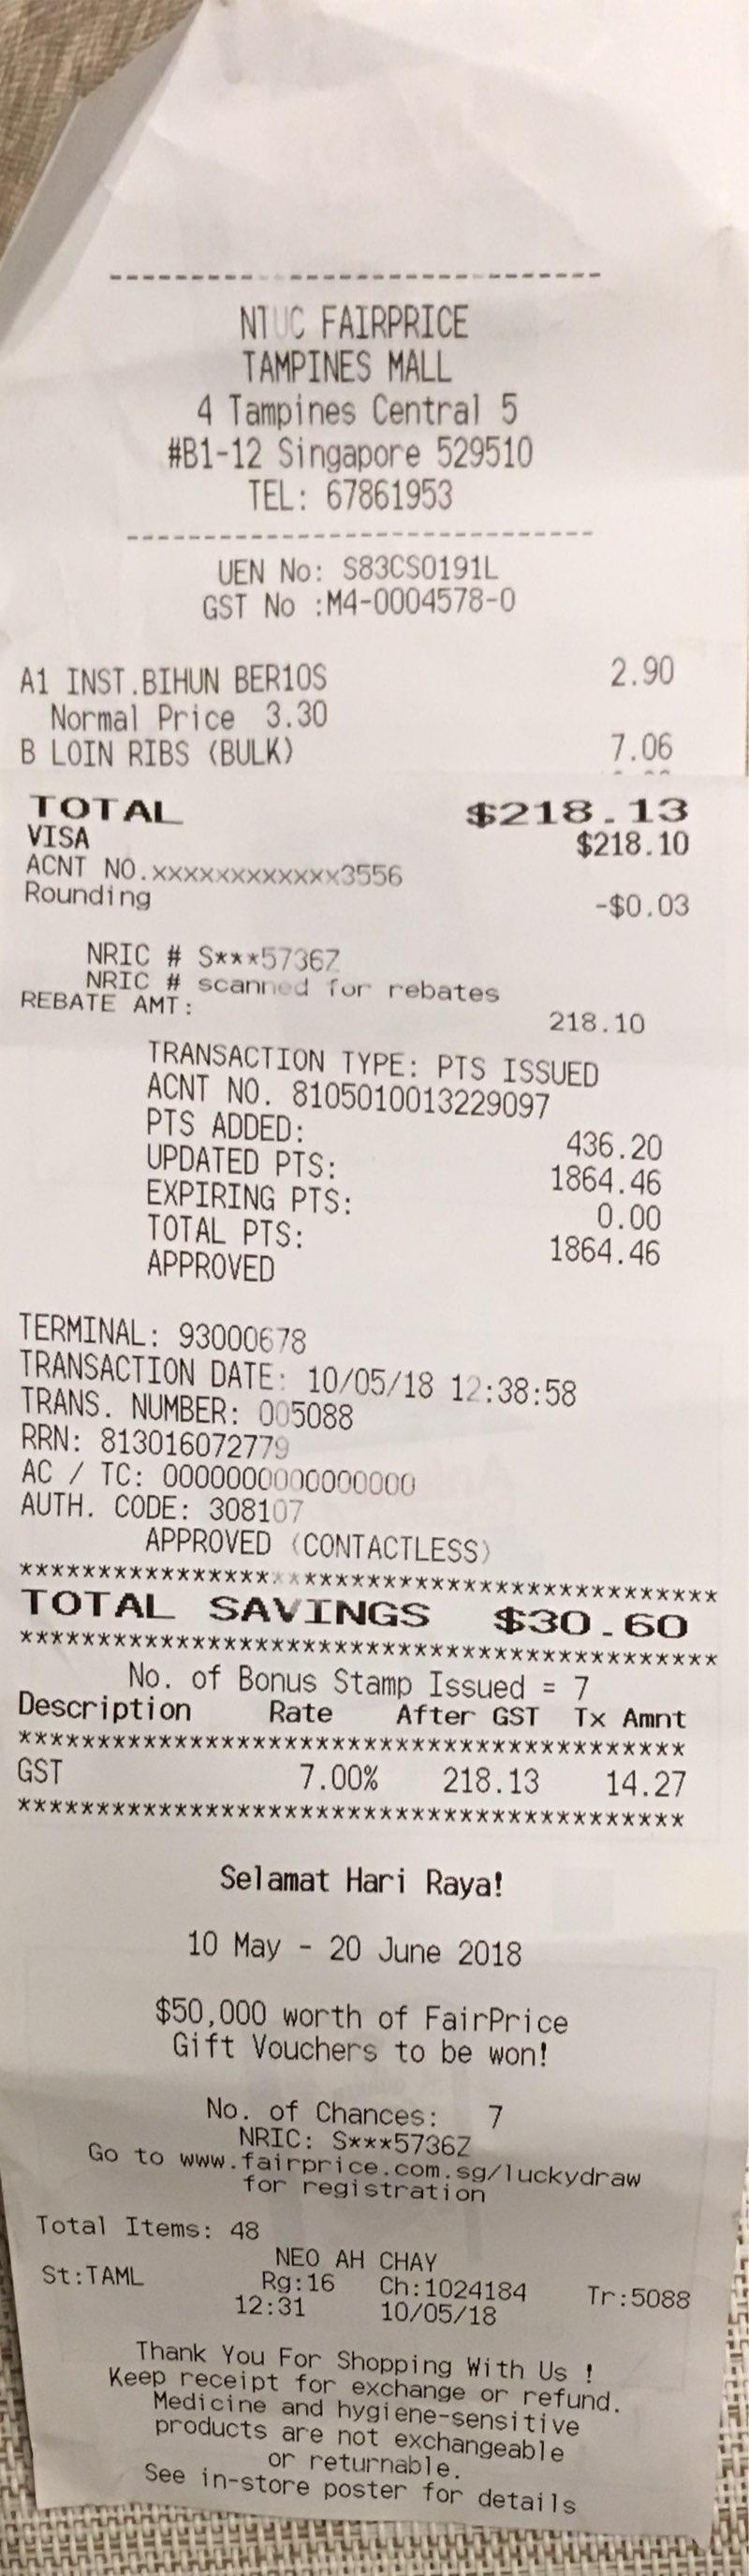 ------------------------------
NTUC FAIRPRICE
TAMPINES MALL
4 Tampines Central 5
#B1-12 Singapore 529510
TEL: 67861953
------------------------------
UEN No: S83CS0191L
GST No :M4-0004578-0
A1 INST.BIHUN BER10S 2.90
Normal Price 3.30
B LOIN RIBS (BULK) 7.06
TOTAL $218.13
VISA $218.10
ACNT NO.xxxxxxxxxxxx3556
Rounding -$0.03
NRIC # S***5736Z
NRIC # scanned for rebates
REBATE AMT: 218.10
TRANSACTION TYPE: PTS ISSUED
ACNT NO. 8105010013229097
PTS ADDED: 436.20
UPDATED PTS: 1864.46
EXPIRING PTS: 0.00
TOTAL PTS: 1864.46
APPROVED
TERMINAL: 93000678
TRANSACTION DATE: 10/05/18 12:38:58
TRANS. NUMBER: 005088
RRN: 813016072779
AC / TC: 0000000000000000
AUTH. CODE: 308107
APPROVED (CONTACTLESS)
*********************************************
TOTAL SAVINGS $30.60
*********************************************
No. of Bonus Stamp Issued = 7
Description Rate After GST Tx Amnt
*******************************************
GST 7.00% 218.13 14.27
*******************************************
Selamat Hari Raya!
10 May - 20 June 2018
$50,000 worth of FairPrice
Gift Vouchers to be won!
No. of Chances: 7
NRIC: S***5736Z
Go to www.fairprice.com.sg/luckydraw
for registration
Total Items: 48
NEO AH CHAY
St:TAML Rg:16 Ch:1024184 Tr:5088
12:31 10/05/18
Thank You For Shopping With Us !
Keep receipt for exchange or refund.
Medicine and hygiene-sensitive
products are not exchangeable
or returnable.
See in-store poster for details